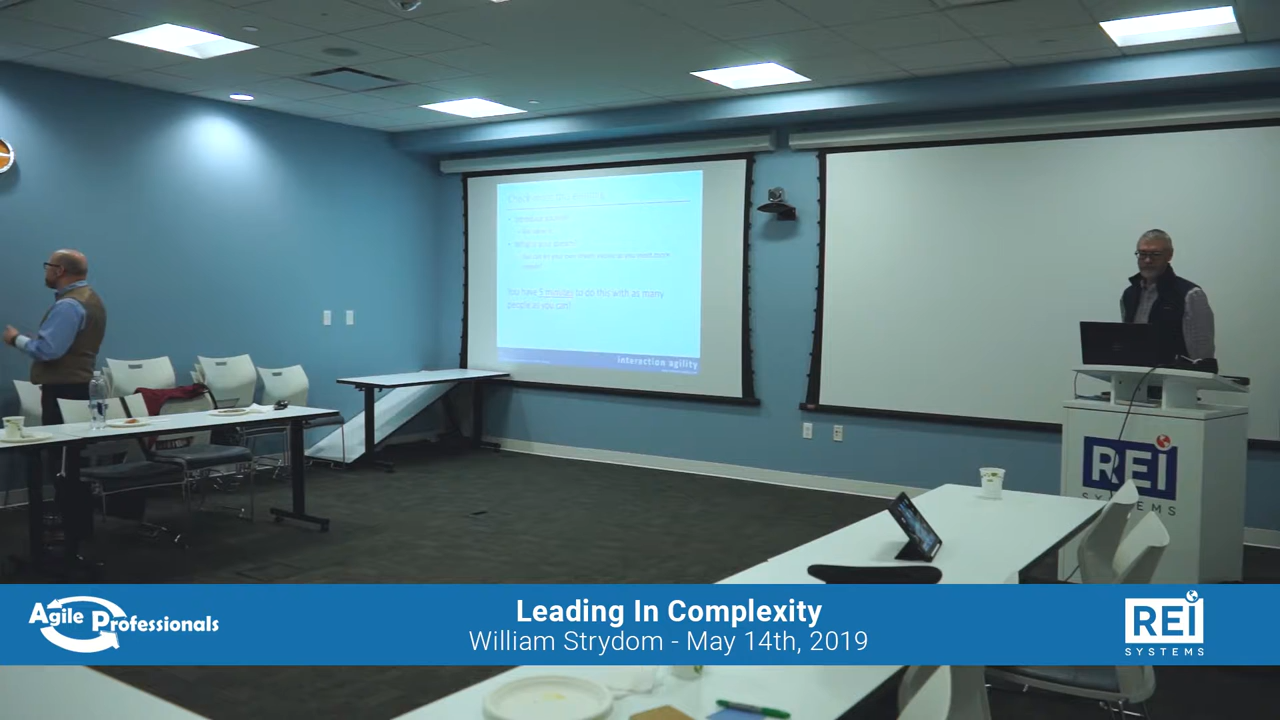 You have 5 minutes to do this with as many
people as you can!
interaction agility
REI
SYSTEMS
Agile Professionals
Leading In Complexity
William Strydom - May 14th, 2019
REI
SYSTEMS